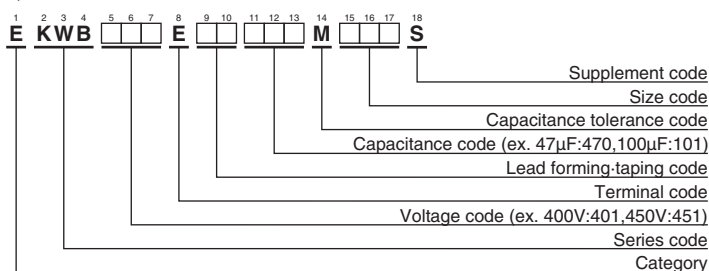 1 2 3 4 5 6 7 8 9 10 11 12 13 14 15 16 17 18
E KWB □□□ E □□ □□□ M □□□ S
Supplement code
Size code
Capacitance tolerance code
Capacitance code (ex. 47μF:470,100μF:101)
Lead forming·taping code
Terminal code
Voltage code (ex. 400V:401,450V:451)
Series code
Category